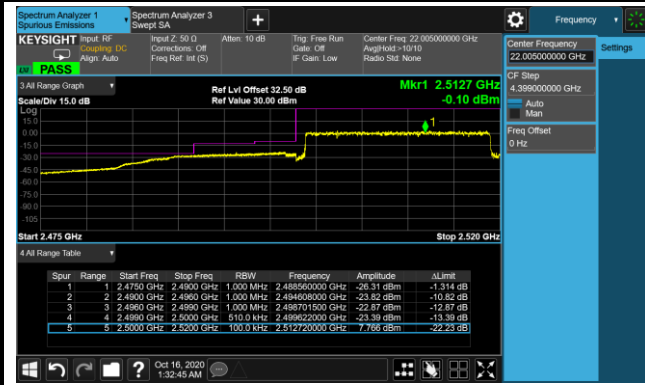 Spectrum Analyzer 1
Spurious Emissions
Spectrum Analyzer 3
Swept SA
Frequency
KEYSIGHT
Input: RF
Coupling: DC
Align: Auto
Input Z: 50 Ω
Corrections: Off
Freq Ref: Int (S)
Atten: 10 dB
Trig: Free Run
Gate: Off
IF Gain: Low
Center Freq: 22.005000000 GHz
Avg|Hold:>10/10
Radio Std: None
PASS
Center Frequency
22.005000000 GHz
Settings
CF Step
4.399000000 GHz
Auto
Man
Freq Offset
0 Hz
3 All Range Graph
Scale/Div 15.0 dB
Ref Lvl Offset 32.50 dB
Ref Value 30.00 dBm
Mkr1 2.5127 GHz
-0.10 dBm
Log
15.0
0.00
-15.0
-30.0
-45.0
-60.0
-75.0
-90.0
-105
1
Start 2.475 GHz
Stop 2.520 GHz
4 All Range Table
Spur Range Start Freq Stop Freq RBW Frequency Amplitude ΔLimit
1 1 2.4750 GHz 2.4900 GHz 1.000 MHz 2.488560000 GHz -26.31 dBm -1.314 dB
2 2 2.4900 GHz 2.4960 GHz 1.000 MHz 2.494608000 GHz -23.82 dBm -10.82 dB
3 3 2.4960 GHz 2.4990 GHz 1.000 MHz 2.498701500 GHz -22.87 dBm -12.87 dB
4 4 2.4990 GHz 2.5000 GHz 510.0 kHz 2.499622000 GHz -23.39 dBm -13.39 dB
5 5 2.5000 GHz 2.5200 GHz 100.0 kHz 2.512720000 GHz 7.766 dBm -22.23 dB
Oct 16, 2020
1:32:45 AM